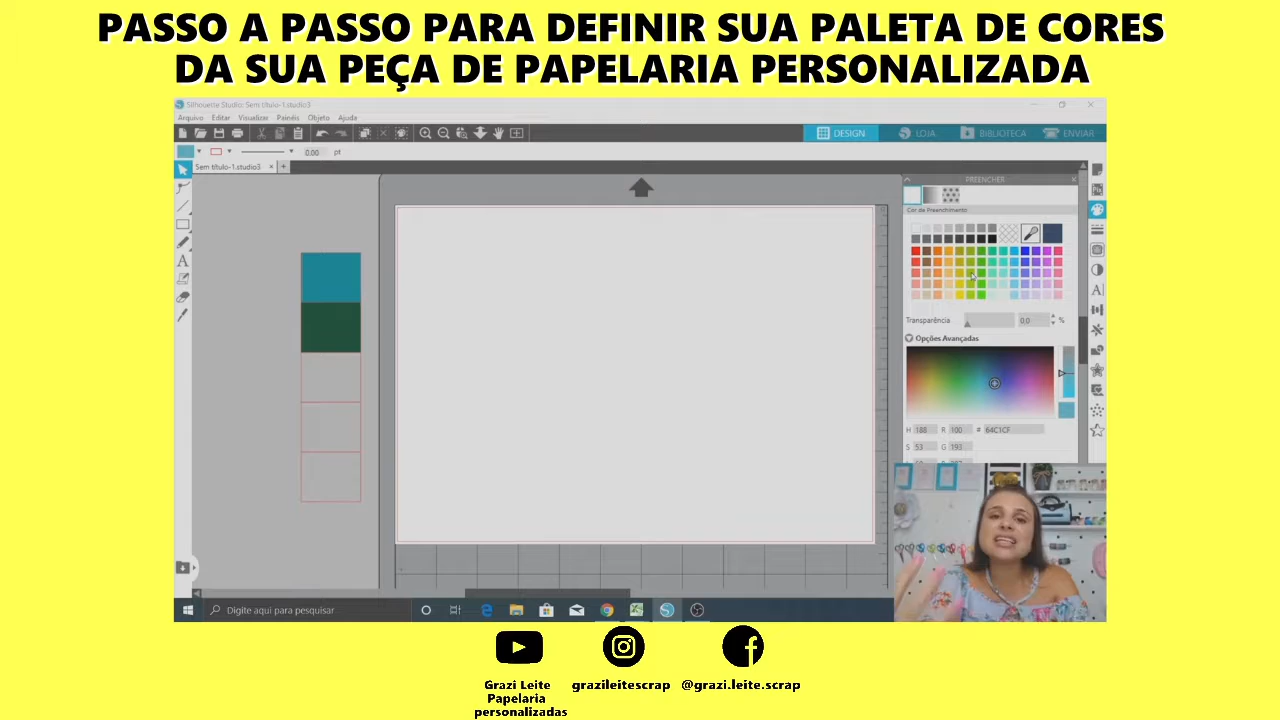 PASSO A PASSO PARA DEFINIR SUA PALETA DE CORES
DA SUA PEÇA DE PAPELARIA PERSONALIZADA
Silhouette Studio: Sem título-1.studio3
Arquivo Editar Visualizar Painéis Objeto Ajuda
DESIGN LOJA BIBLIOTECA ENVIAR
0,00 pt
Sem título-1.studio3
PREENCHER
Cor de Preenchimento
Transparência 0,0 %
Opções Avançadas
H 188 R 100 # 64C1CF
S 53 G 193
Digite aqui para pesquisar
Grazi Leite
Papelaria
personalizadas
grazileitescrap
@grazi.leite.scrap